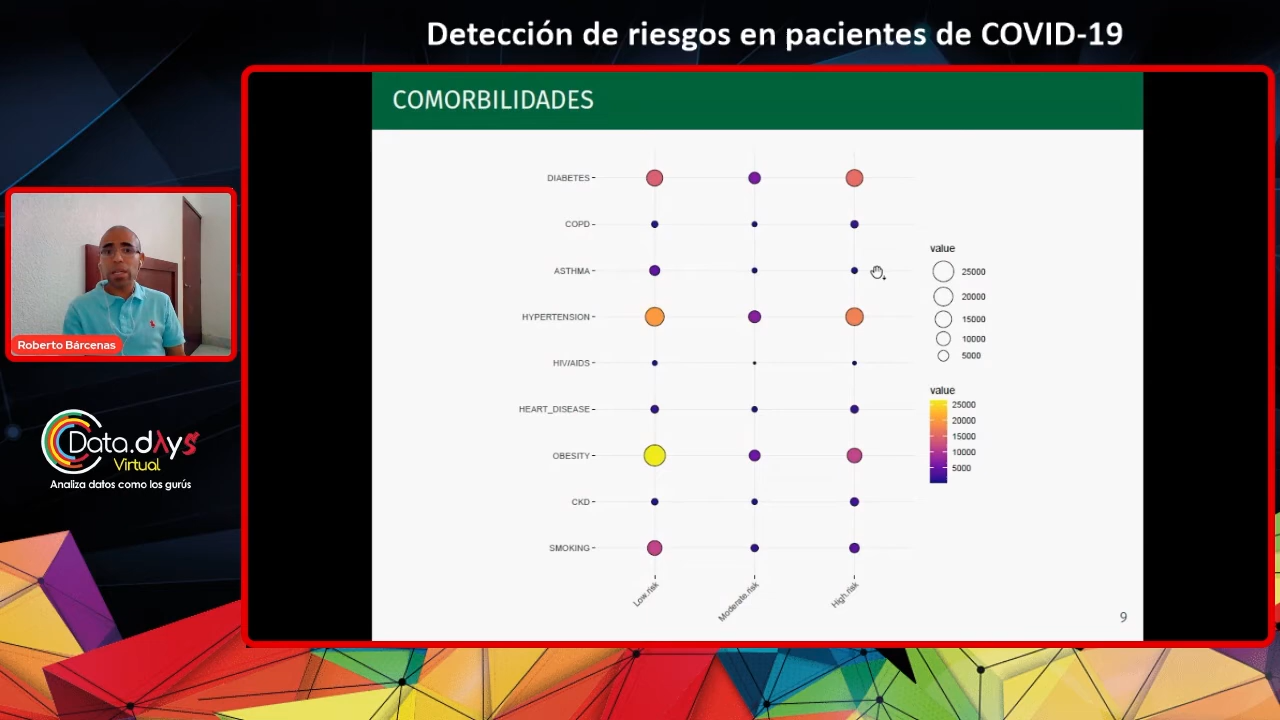 Detección de riesgos en pacientes de COVID-19
COMORBILIDADES
DIABETES
COPD
ASTHMA
HYPERTENSION
HIV/AIDS
HEART_DISEASE
OBESITY
CKD
SMOKING
Low.risk
Moderate.risk
High.risk
value
25000
20000
15000
10000
5000
value
25000
20000
15000
10000
5000
9
Roberto Bárcenas
Data.dAys
Virtual
Analiza datos como los gurús